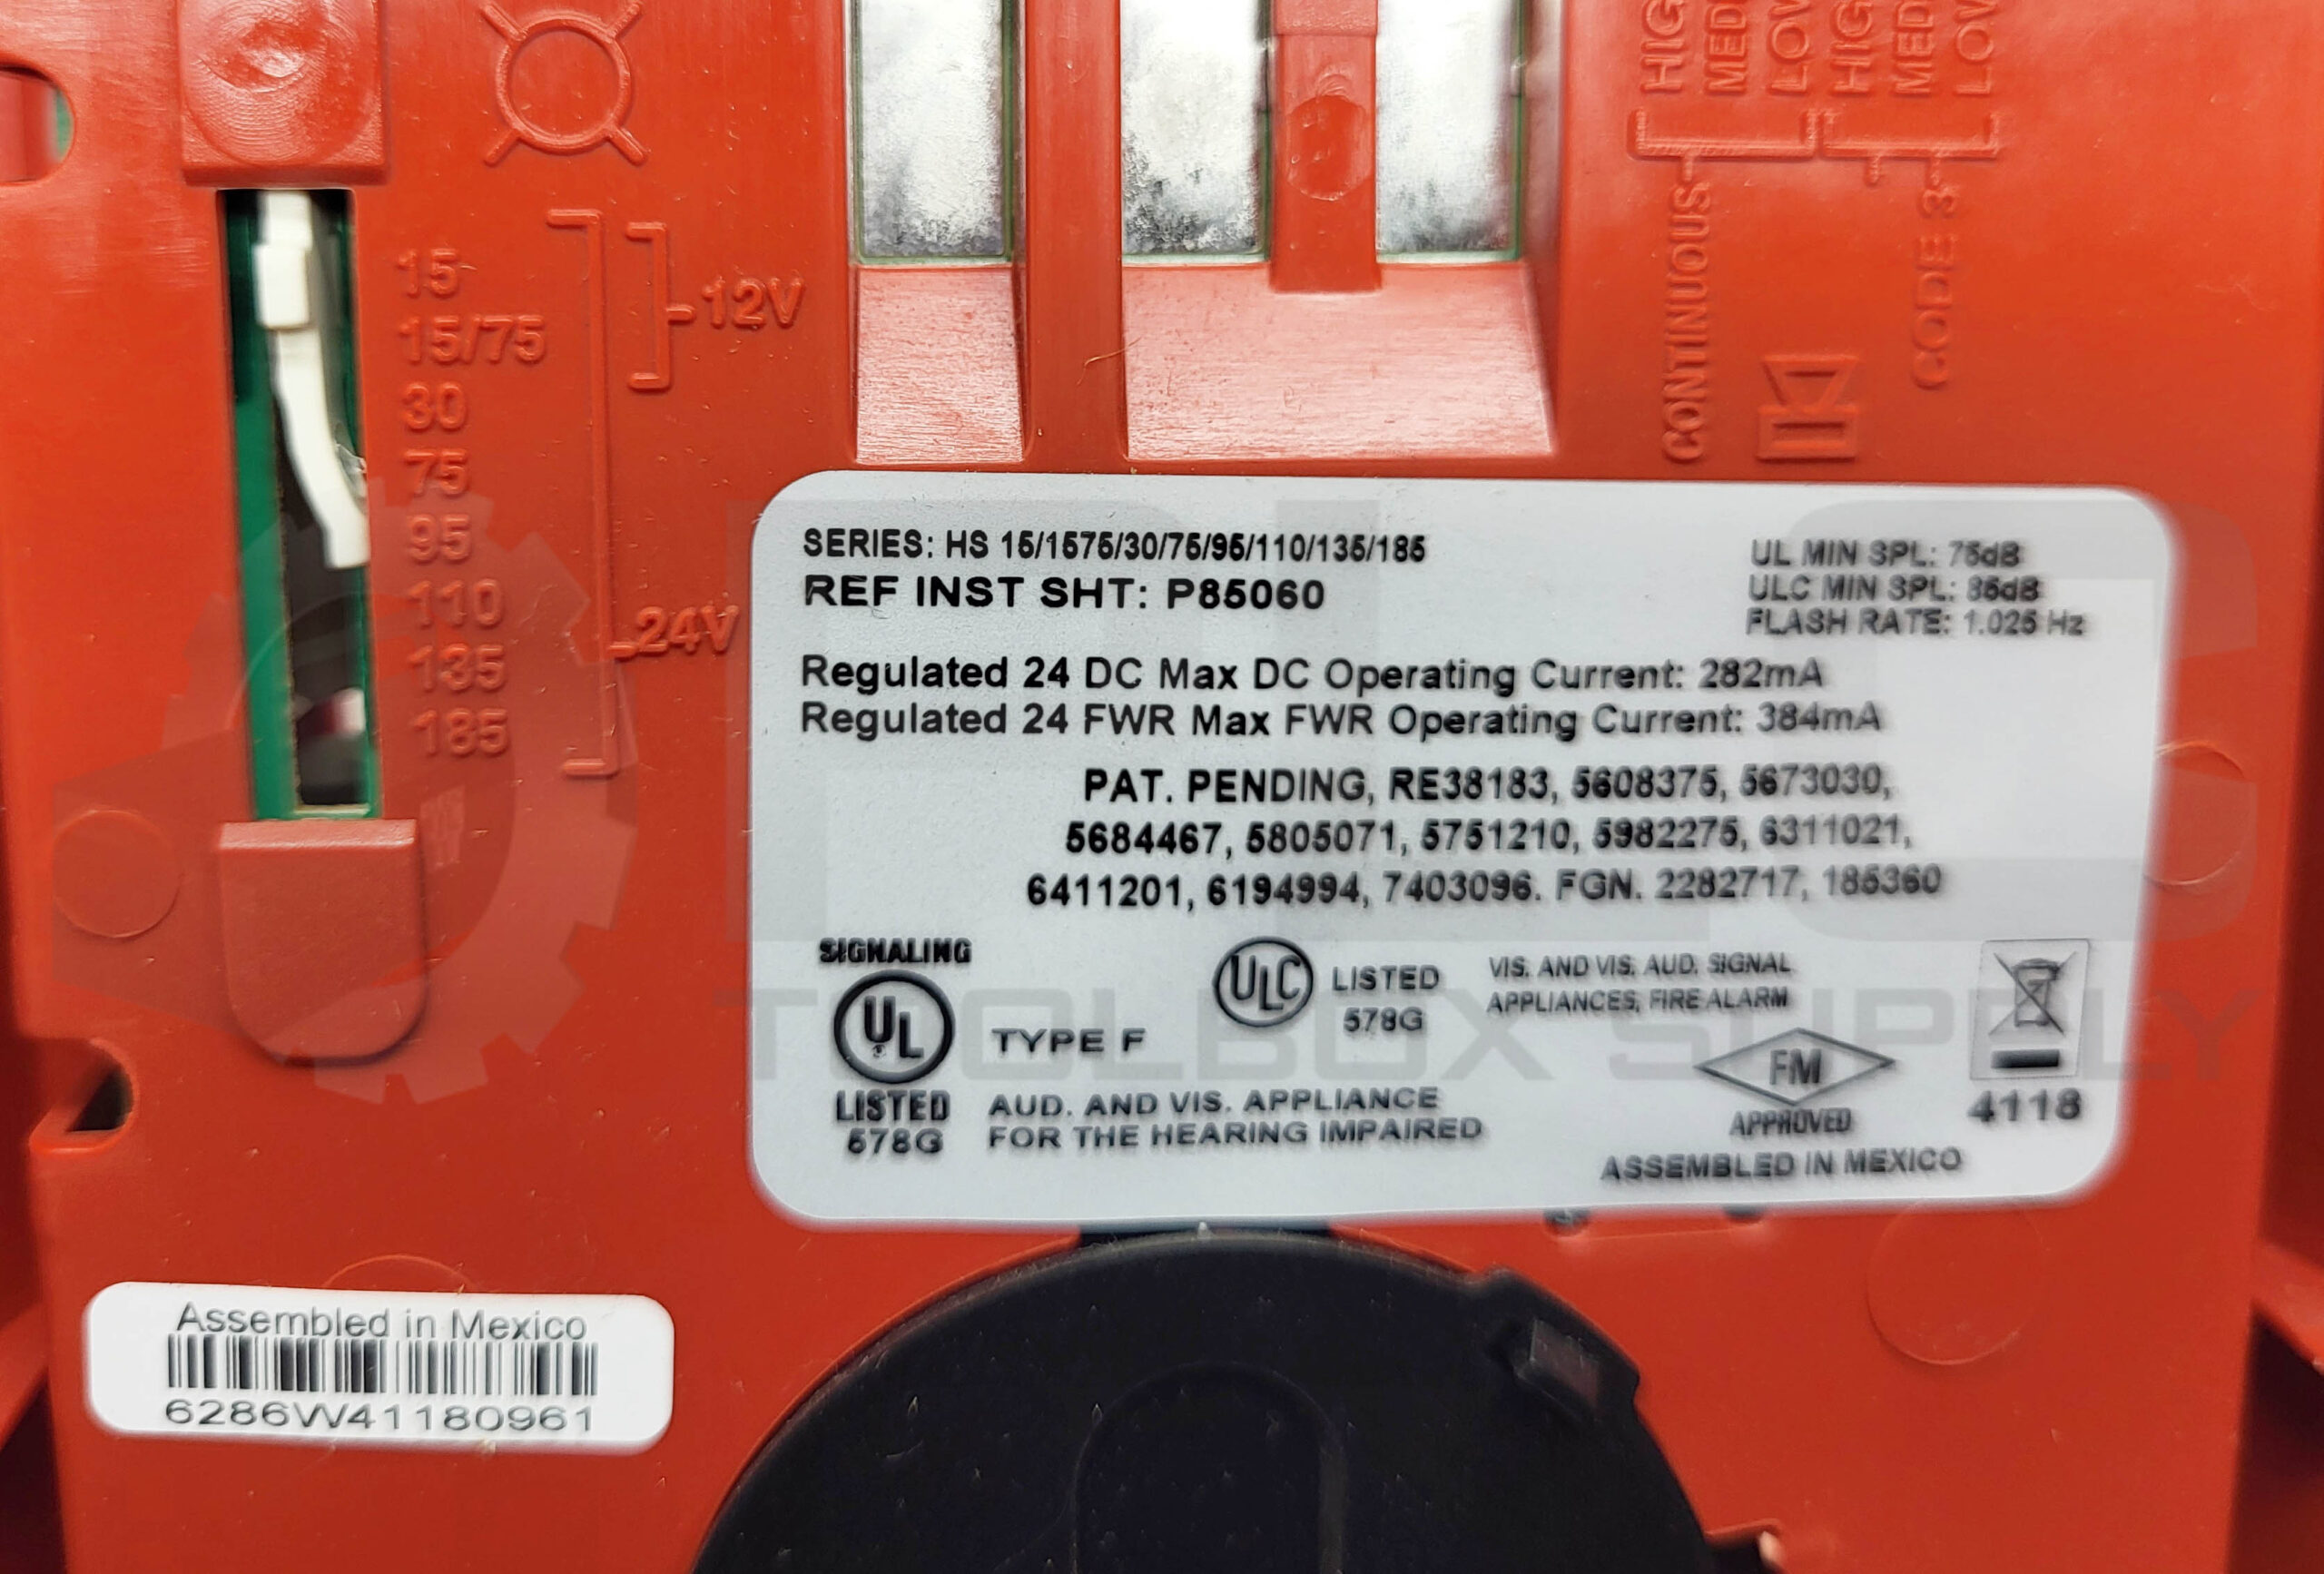 HIG
MED
LOW
HIG
MED
LOW
CONTINUOUS
CODE 3
15
15/75
30
75
95
110
135
185
12V
24V
SERIES: HS 15/1575/30/75/95/110/135/185
REF INST SHT: P85060
UL MIN SPL: 75dB
ULC MIN SPL: 85dB
FLASH RATE: 1.025 Hz
Regulated 24 DC Max DC Operating Current: 282mA
Regulated 24 FWR Max FWR Operating Current: 384mA
PAT. PENDING, RE38183, 5608375, 5673030,
5684467, 5805071, 5751210, 5982275, 6311021,
6411201, 6194994, 7403096. FGN. 2282717, 185360
SIGNALING
UL
LISTED
578G
TYPE F
AUD. AND VIS. APPLIANCE
FOR THE HEARING IMPAIRED
ULC
LISTED
578G
VIS. AND VIS. AUD. SIGNAL
APPLIANCES, FIRE ALARM
FM
APPROVED
4118
ASSEMBLED IN MEXICO
TOOLBOX SUPPLY
Assembled in Mexico
6286W41180961